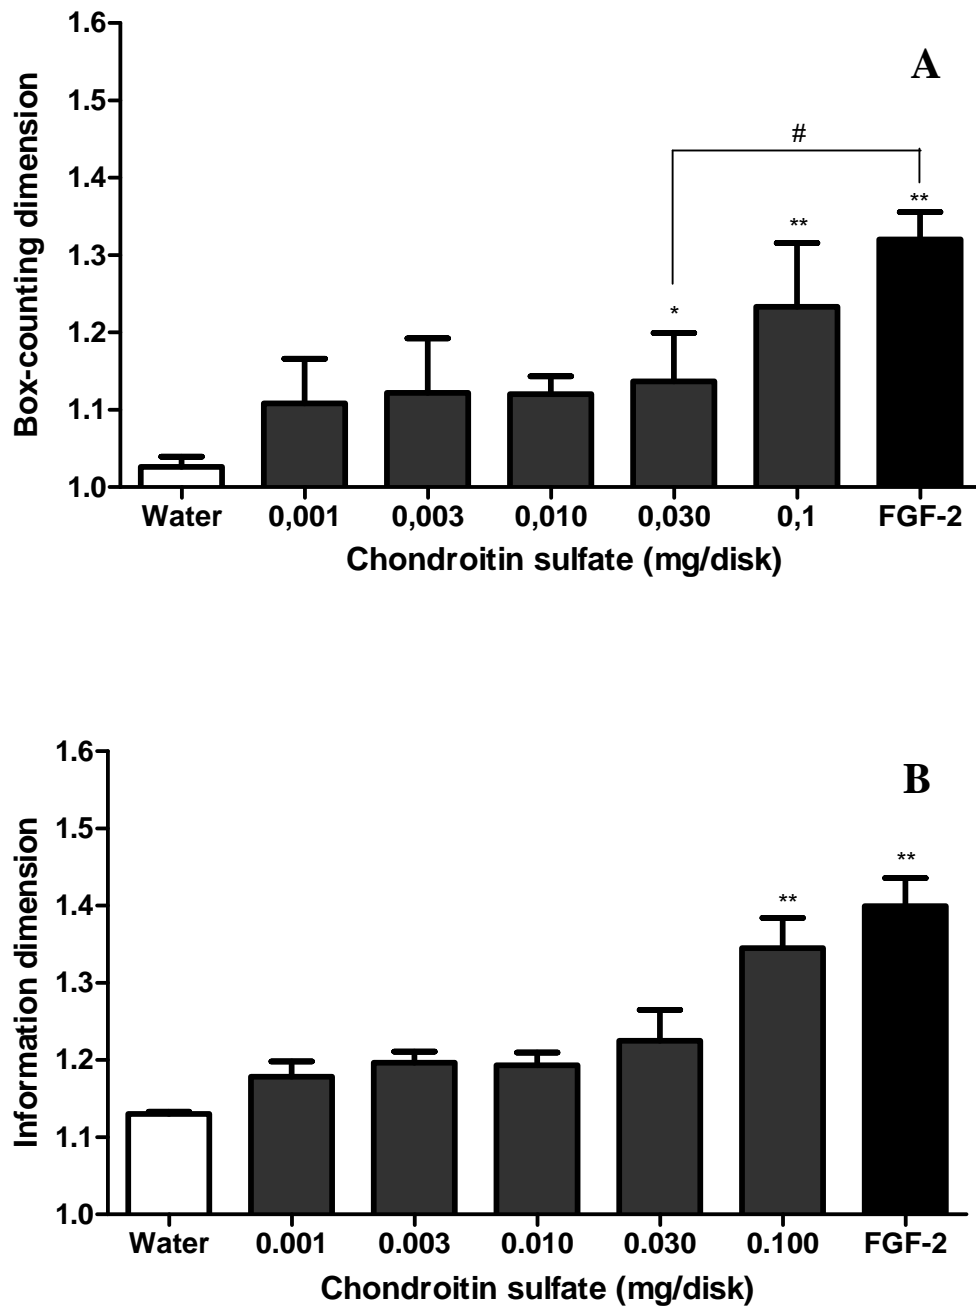 1.6
A
1.5
#
1.4
**
**
1.3
*
1.2
1.1
1.0
Box-counting dimension
Water 0,001 0,003 0,010 0,030 0,1 FGF-2
Chondroitin sulfate (mg/disk)
1.6
B
1.5
**
1.4
**
1.3
1.2
1.1
1.0
Information dimension
Water 0.001 0.003 0.010 0.030 0.100 FGF-2
Chondroitin sulfate (mg/disk)